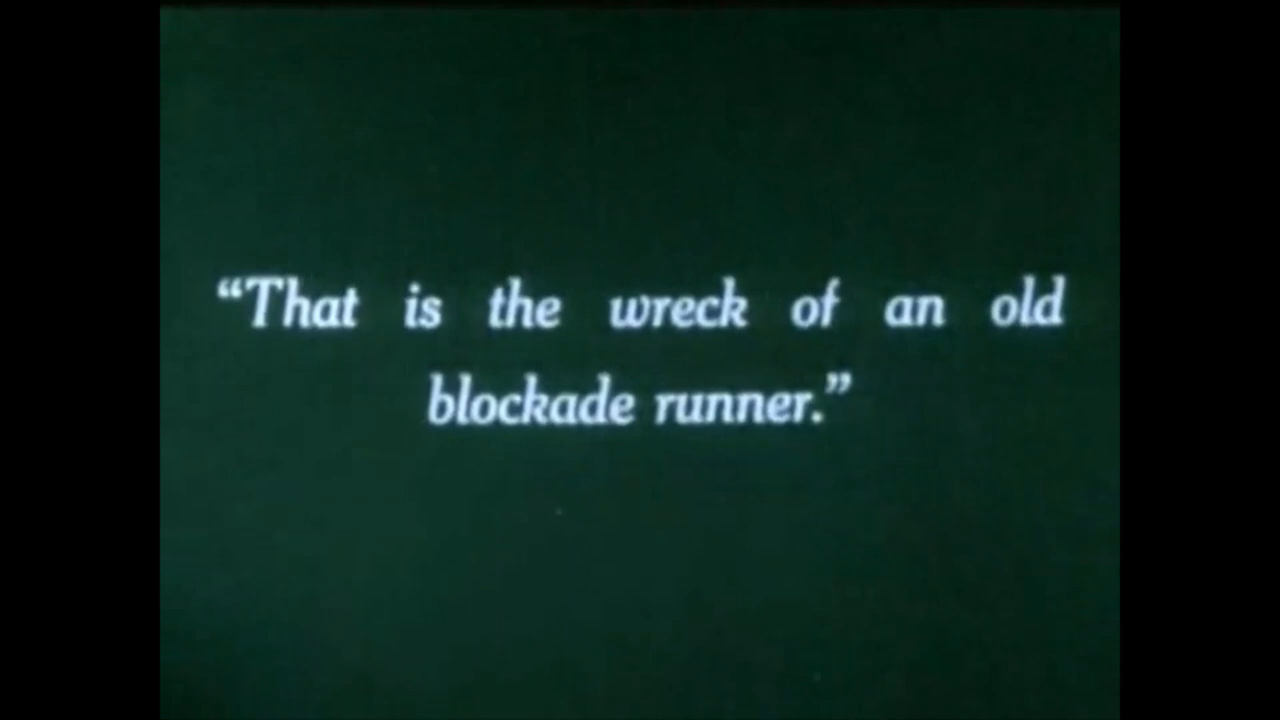 “That is the wreck of an old
blockade runner.”